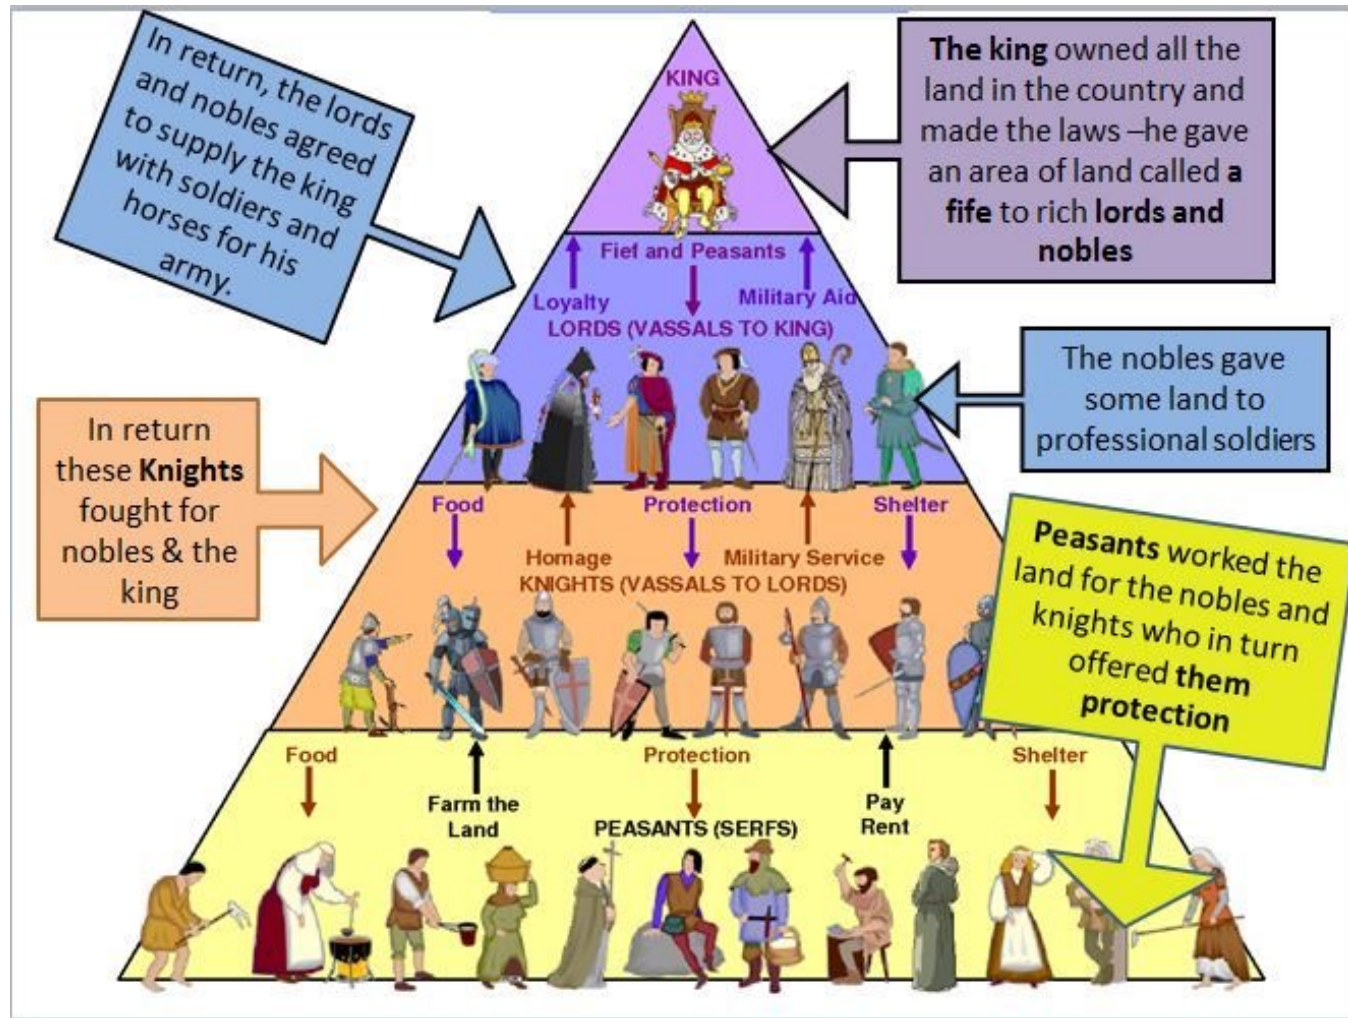 In return, the lords
and nobles agreed
to supply the king
with soldiers and
horses for his
army.
The king owned all the
land in the country and
made the laws –he gave
an area of land called a
fife to rich lords and
nobles
KING
Fief and Peasants
Loyalty
Military Aid
LORDS (VASSALS TO KING)
The nobles gave
some land to
professional soldiers
In return
these Knights
fought for
nobles & the
king
Food
Protection
Shelter
Homage
Military Service
KNIGHTS (VASSALS TO LORDS)
Peasants worked the
land for the nobles and
knights who in turn
offered them
protection
Food
Protection
Shelter
Farm the
Land
Pay
Rent
PEASANTS (SERFS)